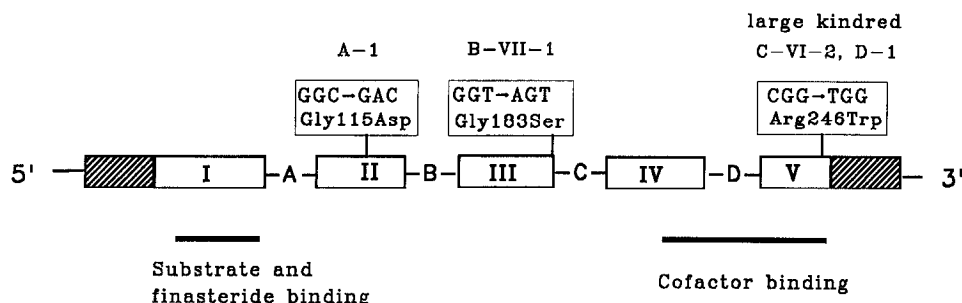 large kindred
A-1 B-VII-1 C-VI-2, D-1
GGC→GAC GGT→AGT CGG→TGG
Gly115Asp Gly183Ser Arg246Trp
5' I A II B III C IV D V 3'
Substrate and
finasteride binding
Cofactor binding